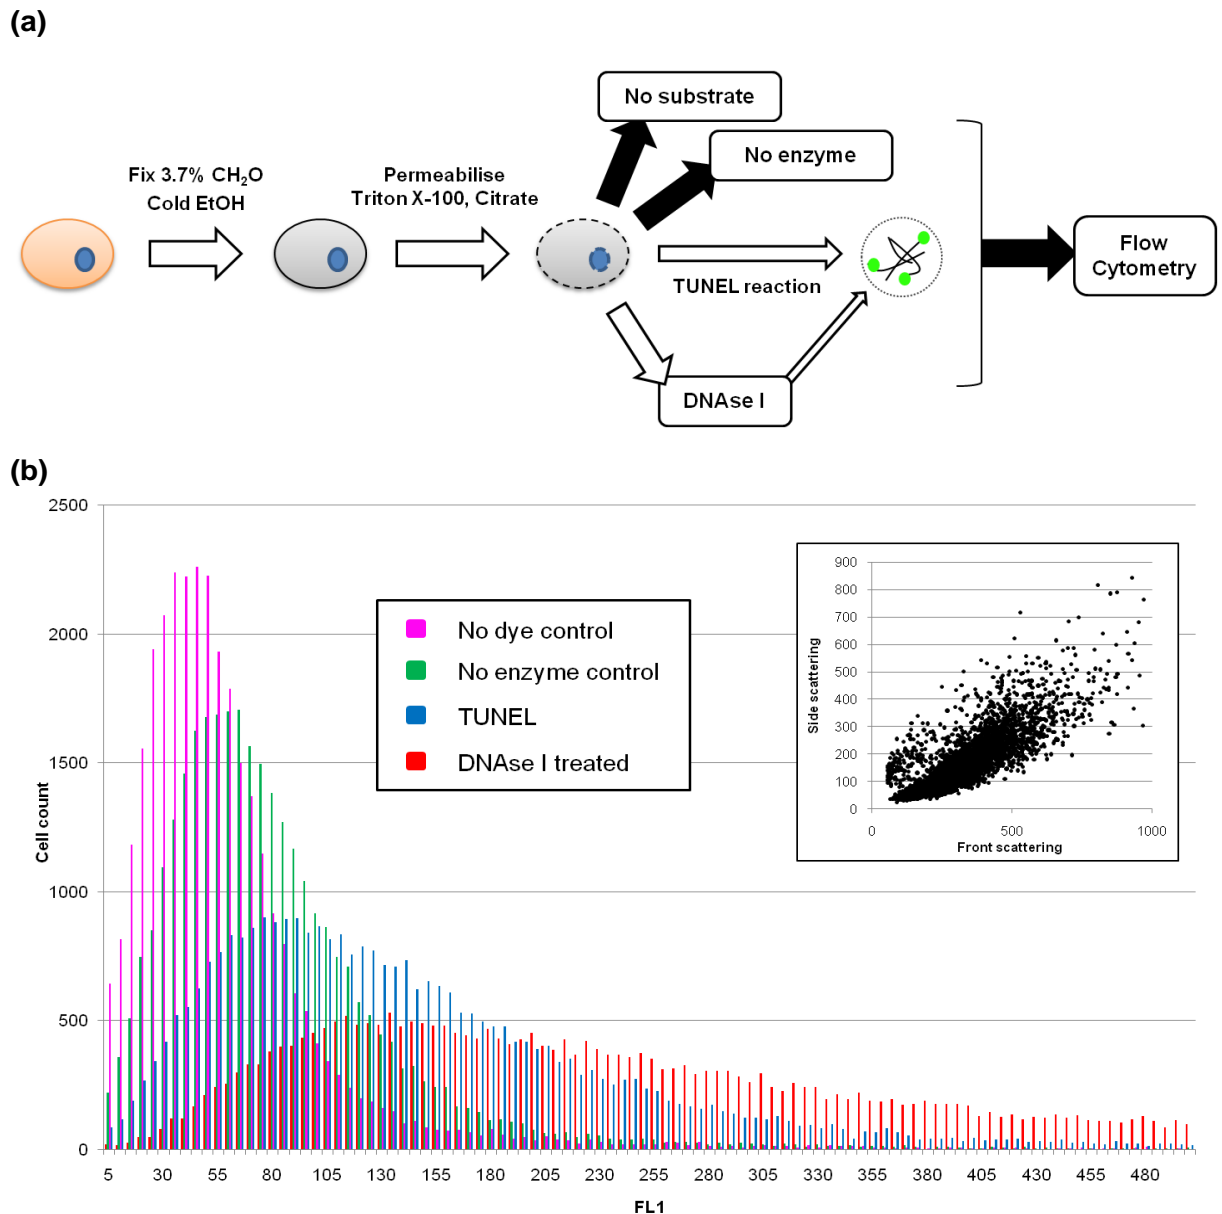 (a)
No substrate
No enzyme
Fix 3.7% CH₂O
Cold EtOH
Permeabilise
Triton X-100, Citrate
TUNEL reaction
DNAse I
Flow
Cytometry
(b)
2500
2000
1500
1000
500
0
Cell count
No dye control
No enzyme control
TUNEL
DNAse I treated
900
800
700
600
500
400
300
200
100
0
Side scattering
0 500 1000
Front scattering
5 30 55 80 105 130 155 180 205 230 255 280 305 330 355 380 405 430 455 480
FL1